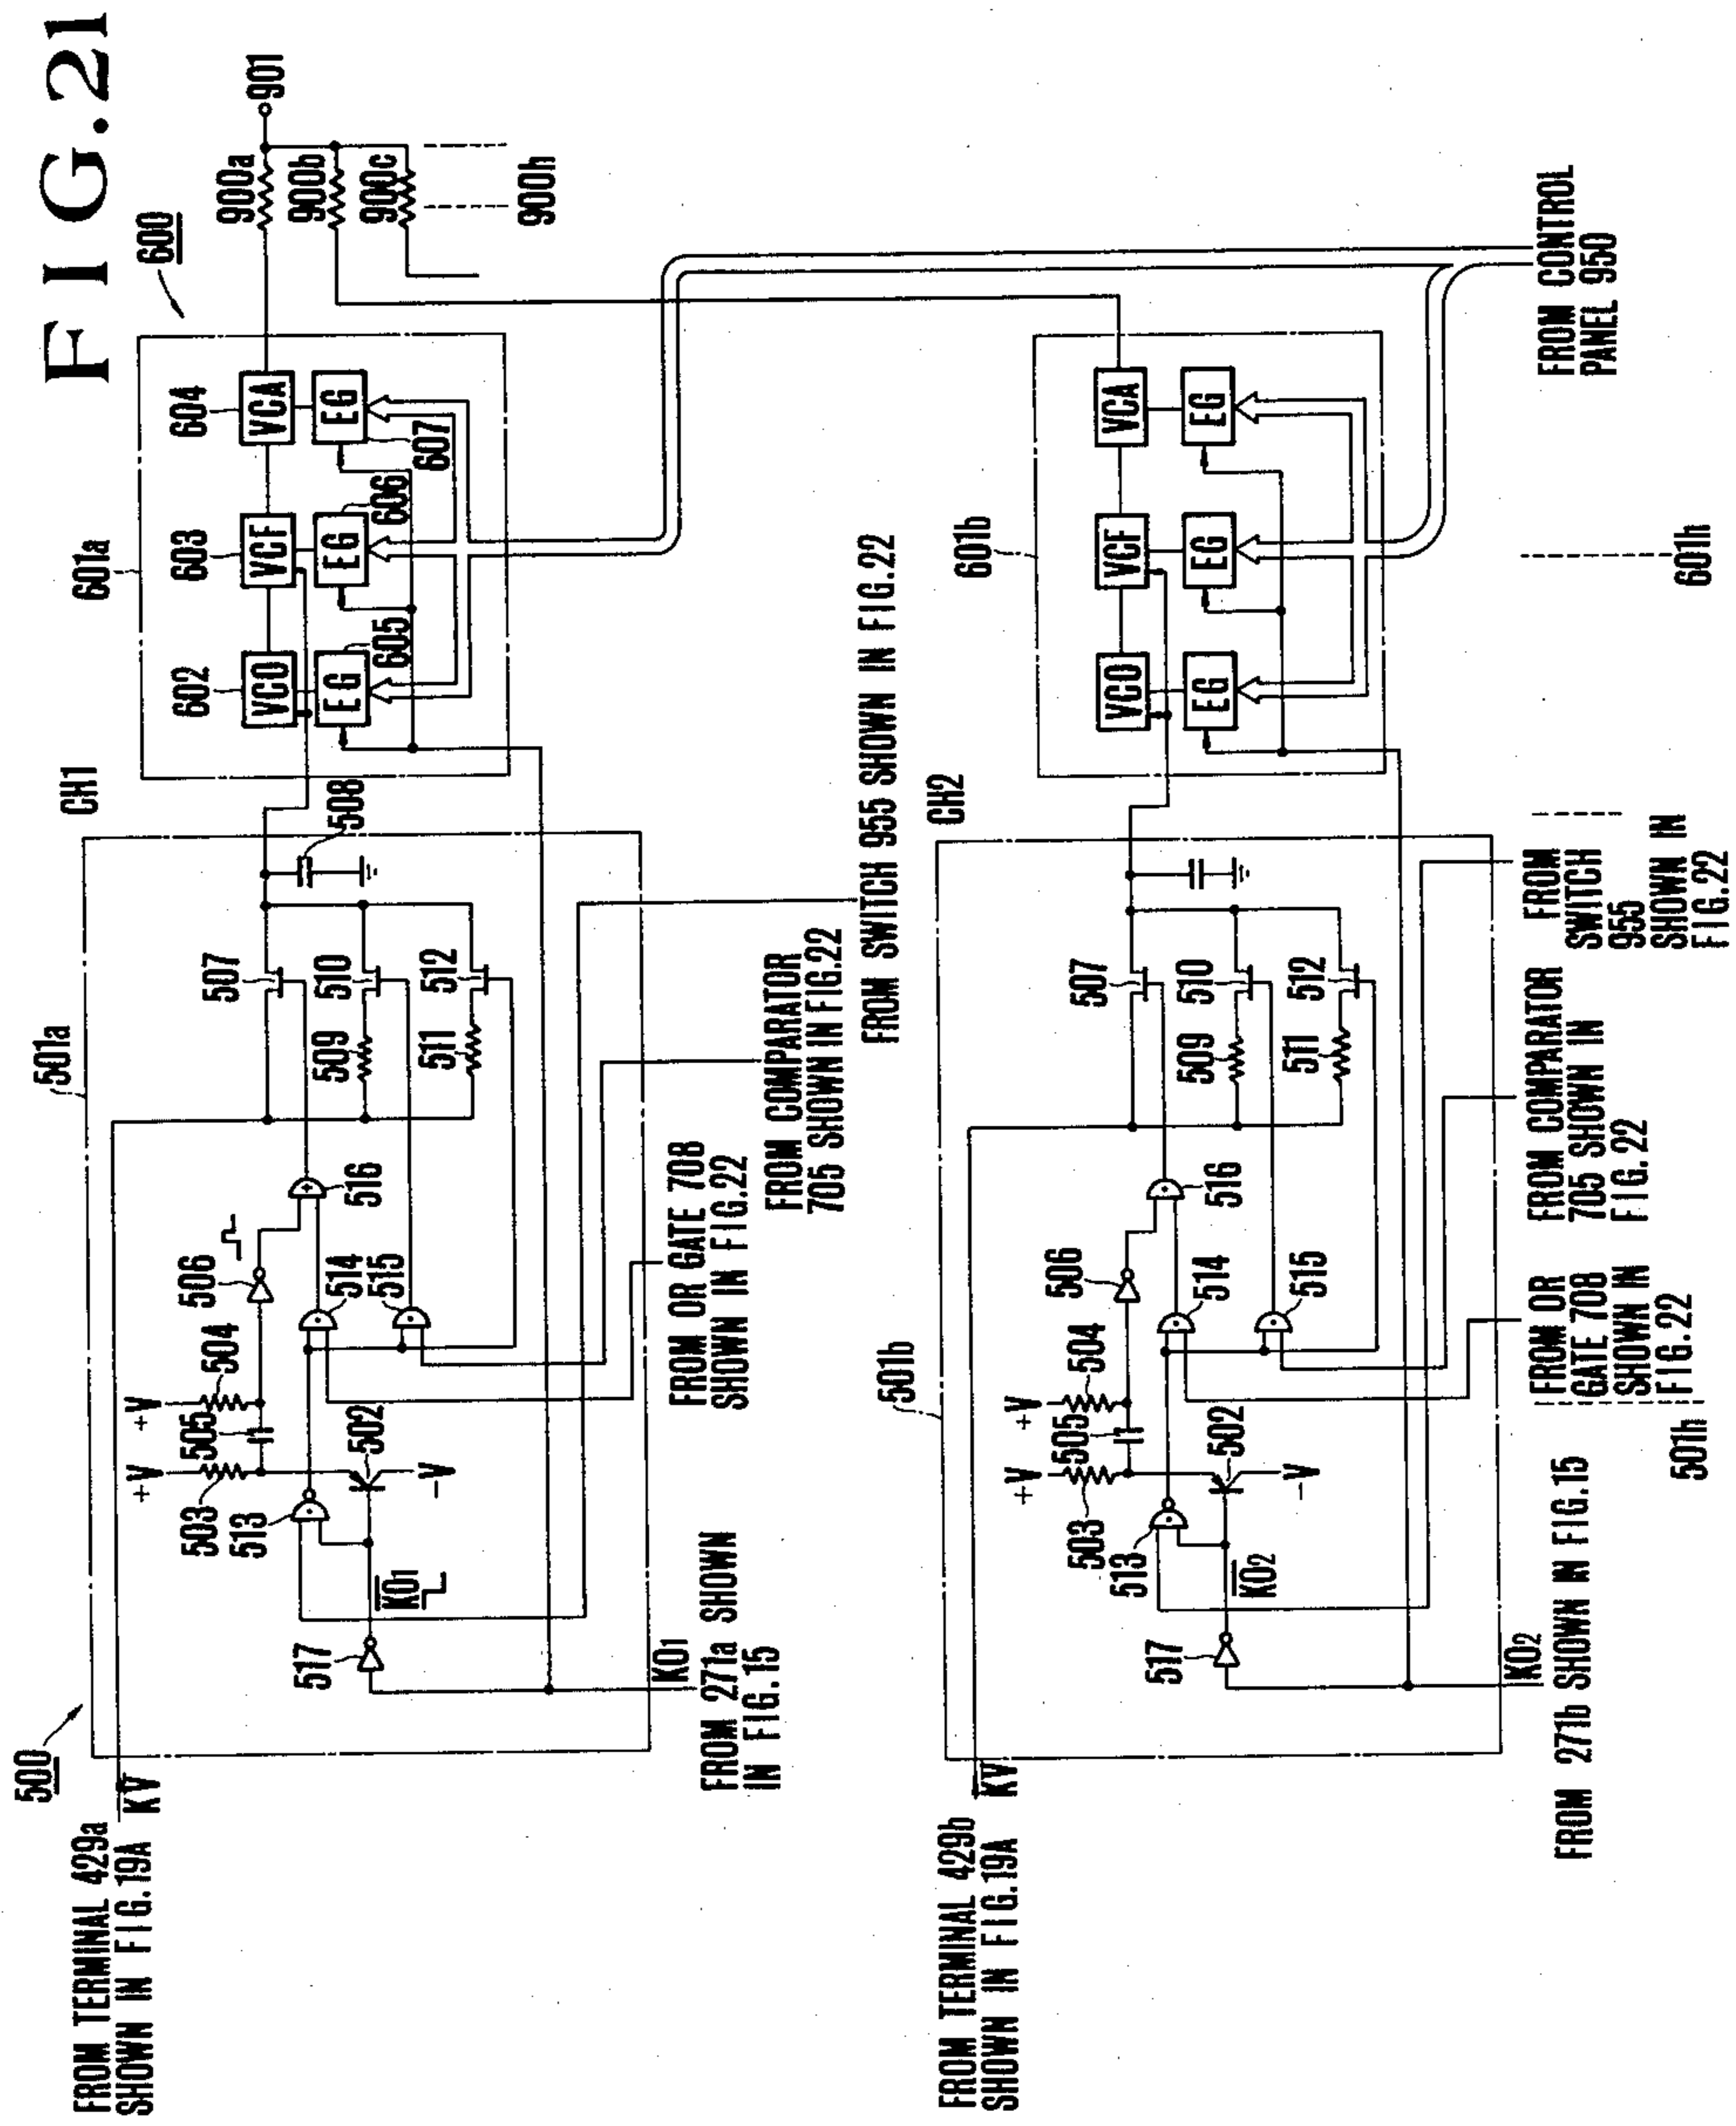 FIG.21
500
600
FROM TERMINAL 429a
SHOWN IN FIG.19A
KV
501a
CH1
601a
+V
+V
503
505
504
506
513
502
-V
517
KO1
514
515
516
507
508
509
510
511
512
KO1
FROM 271a SHOWN
IN FIG.15
FROM OR GATE 708
SHOWN IN FIG.22
FROM COMPARATOR
705 SHOWN IN FIG.22
FROM SWITCH 955 SHOWN IN FIG.22
602
603
604
VCO
VCF
VCA
EG
EG
EG
605
606
607
900a
900b
900c
900h
901
FROM TERMINAL 429b
SHOWN IN FIG.19A
KV
501b
CH2
601b
+V
+V
503
505
504
506
513
502
-V
517
KO2
514
515
516
507
509
510
511
512
KO2
FROM 271b SHOWN IN FIG.15
501h
FROM OR
GATE 708
SHOWN IN
FIG.22
FROM COMPARATOR
705 SHOWN IN
FIG.22
FROM
SWITCH
955
SHOWN IN
FIG.22
VCO
VCF
VCA
EG
EG
EG
601h
FROM CONTROL
PANEL 950